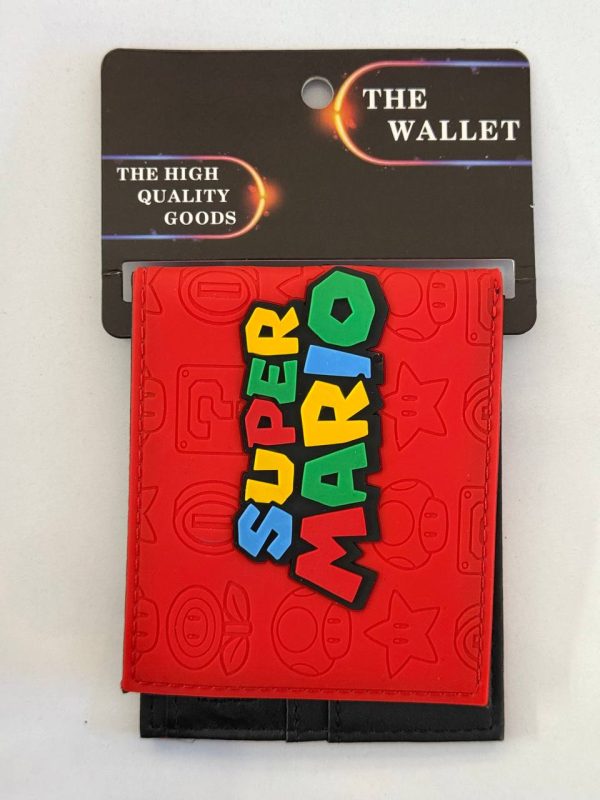 THE
WALLET
THE HIGH
QUALITY
GOODS
SUPER
MARIO
?
?